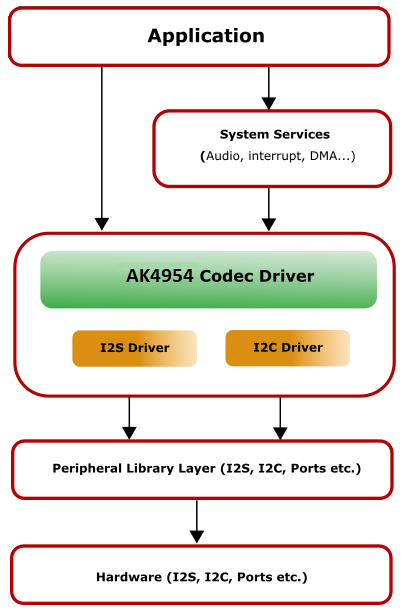 Application
System Services
(Audio, interrupt, DMA...)
AK4954 Codec Driver
I2S Driver
I2C Driver
Peripheral Library Layer (I2S, I2C, Ports etc.)
Hardware (I2S, I2C, Ports etc.)